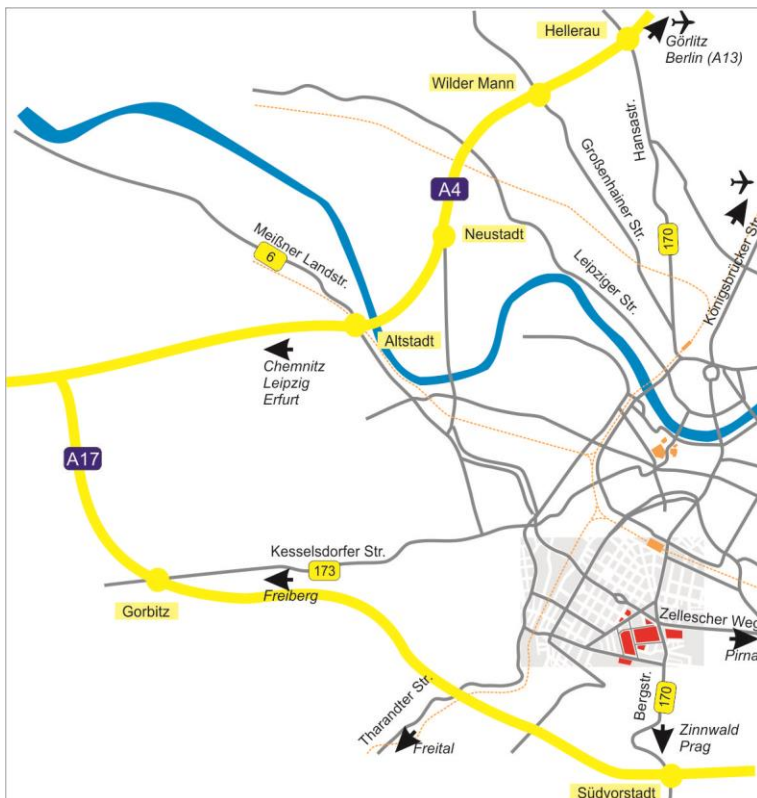 Hellerau
Görlitz
Berlin (A13)
Wilder Mann
Hansastr.
Großenhainer Str.
A4
170
Königsbrücker Str.
Neustadt
Meißner Landstr.
6
Leipziger Str.
Altstadt
Chemnitz
Leipzig
Erfurt
A17
Kesselsdorfer Str.
173
Freiberg
Gorbitz
Zellescher Weg
Pirna
Bergstr.
170
Tharandter Str.
Freital
Zinnwald
Prag
Südvorstadt